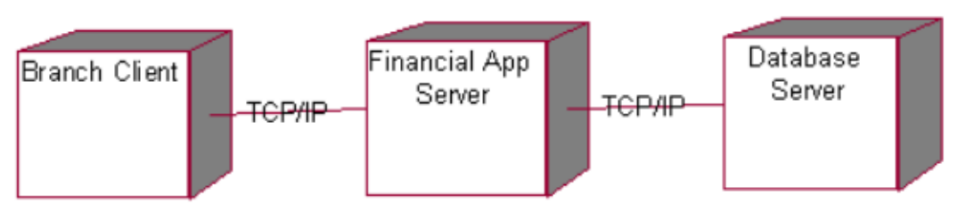 Branch Client
TCP/IP
Financial App
Server
TCP/IP
Database
Server